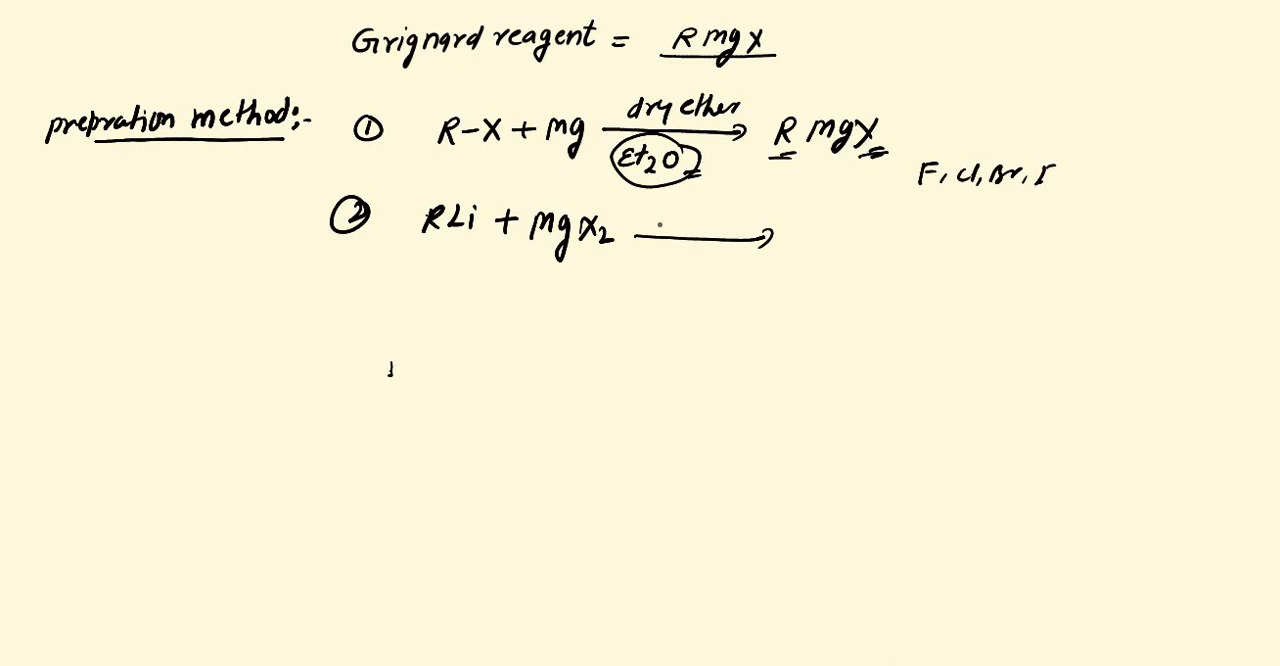 Grignard reagent = RmgX
prepration method:- ① R-X + mg dry ether Et₂O → RmgX F, Cl, Br, I
② RLi + mgX₂ →